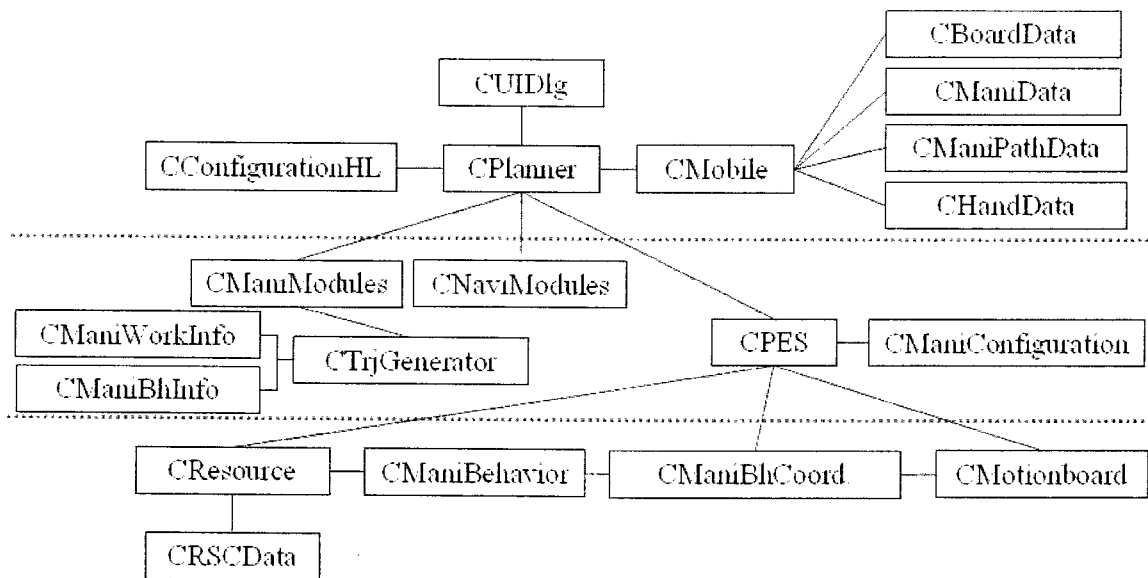 CBoardData
CUIDlg
CManiData
CConfigurationHL
CPlanner
CMobile
CManiPathData
CHandData
CManiModules
CNaviModules
CManiWorkInfo
CTrjGenerator
CManiBhInfo
CPES
CManiConfiguration
CResource
CManiBehavior
CManiBhCoord.
CMotionboard
CRSCData